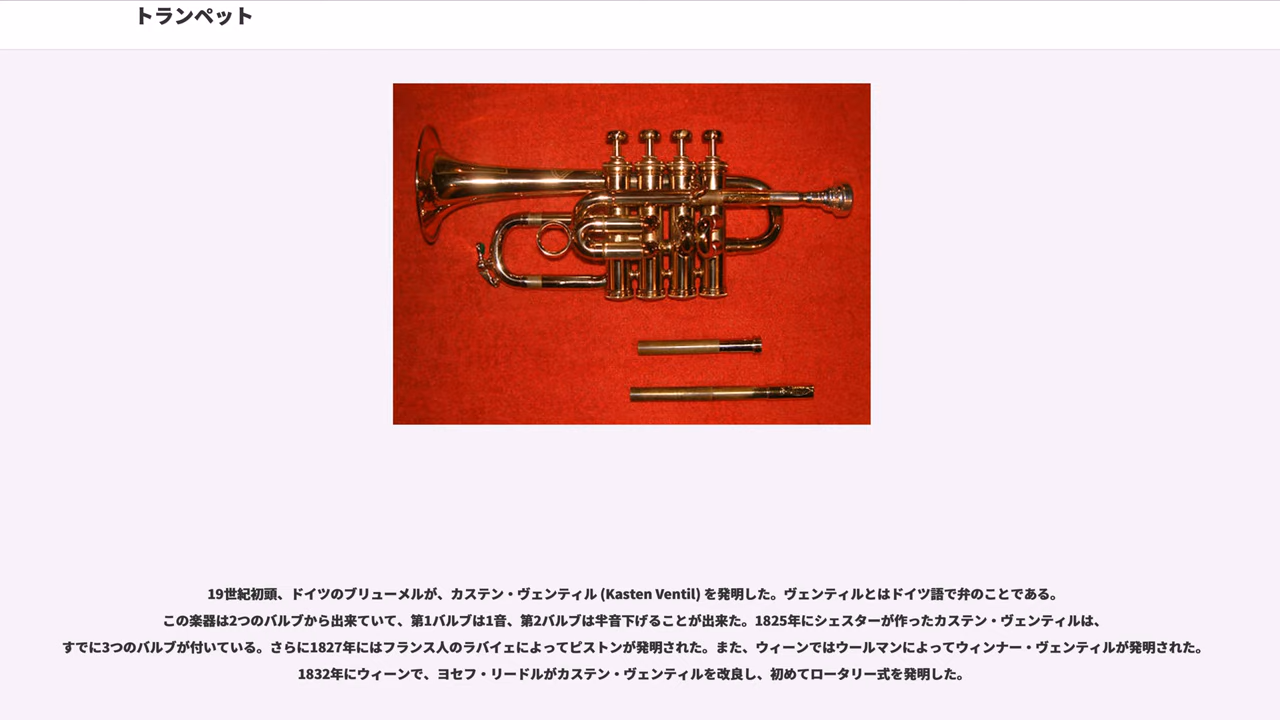 トランペット
19世紀初頭、ドイツのブリューメルが、カステン・ヴェンティル (Kasten Ventil) を発明した。ヴェンティルとはドイツ語で弁のことである。
この楽器は2つのバルブから出来ていて、第1バルブは1音、第2バルブは半音下げることが出来た。1825年にシェスターが作ったカステン・ヴェンティルは、
すでに3つのバルブが付いている。さらに1827年にはフランス人のラバイェによってピストンが発明された。また、ウィーンではウールマンによってウィンナー・ヴェンティルが発明された。
1832年にウィーンで、ヨセフ・リードルがカステン・ヴェンティルを改良し、初めてロータリー式を発明した。